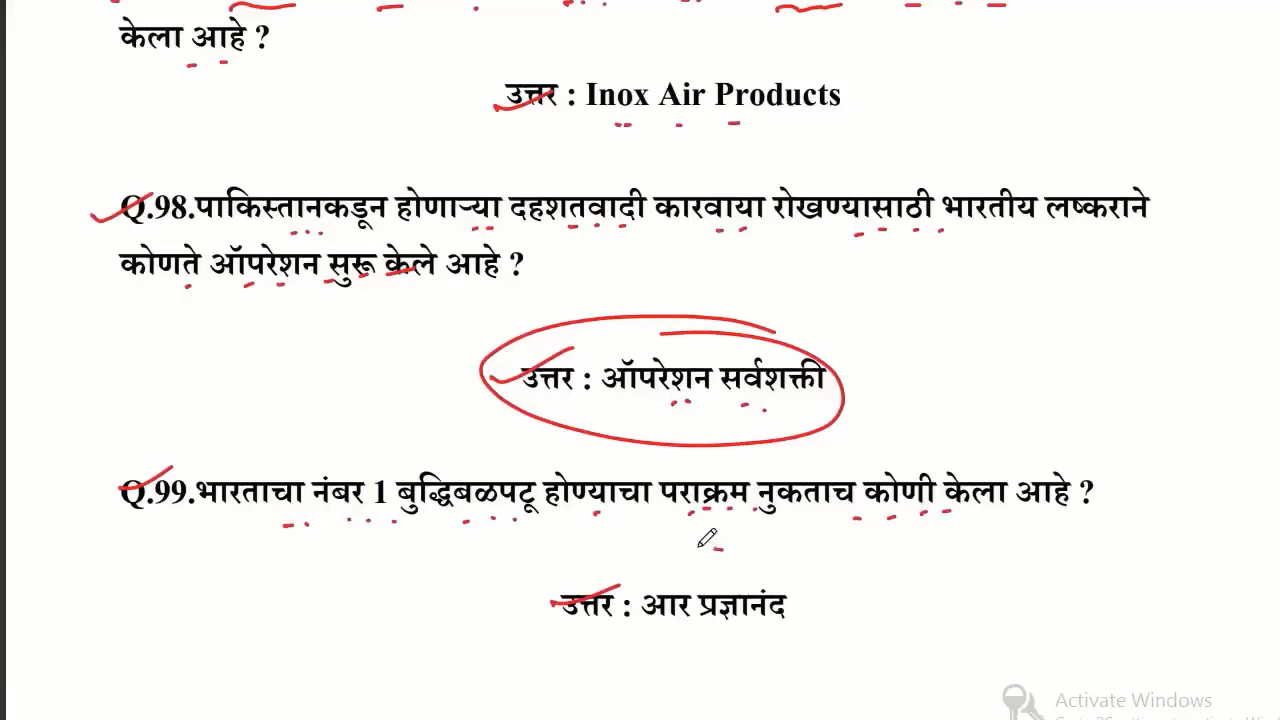 केला आहे ?
उत्तर : Inox Air Products
Q.98.पाकिस्तानकडून होणाऱ्या दहशतवादी कारवाया रोखण्यासाठी भारतीय लष्कराने
कोणते ऑपरेशन सुरू केले आहे ?
उत्तर : ऑपरेशन सर्वशक्ती
Q.99.भारताचा नंबर 1 बुद्धिबळपटू होण्याचा पराक्रम नुकताच कोणी केला आहे ?
उत्तर : आर प्रज्ञानंद
Activate Windows